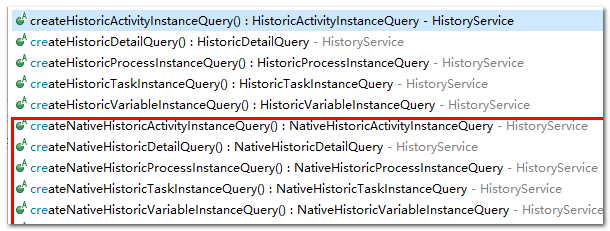 createHistoricActivityInstanceQuery() : HistoricActivityInstanceQuery - HistoryService
createHistoricDetailQuery() : HistoricDetailQuery - HistoryService
createHistoricProcessInstanceQuery() : HistoricProcessInstanceQuery - HistoryService
createHistoricTaskInstanceQuery() : HistoricTaskInstanceQuery - HistoryService
createHistoricVariableInstanceQuery() : HistoricVariableInstanceQuery - HistoryService
createNativeHistoricActivityInstanceQuery() : NativeHistoricActivityInstanceQuery - HistoryService
createNativeHistoricDetailQuery() : NativeHistoricDetailQuery - HistoryService
createNativeHistoricProcessInstanceQuery() : NativeHistoricProcessInstanceQuery - HistoryService
createNativeHistoricTaskInstanceQuery() : NativeHistoricTaskInstanceQuery - HistoryService
createNativeHistoricVariableInstanceQuery() : NativeHistoricVariableInstanceQuery - HistoryService